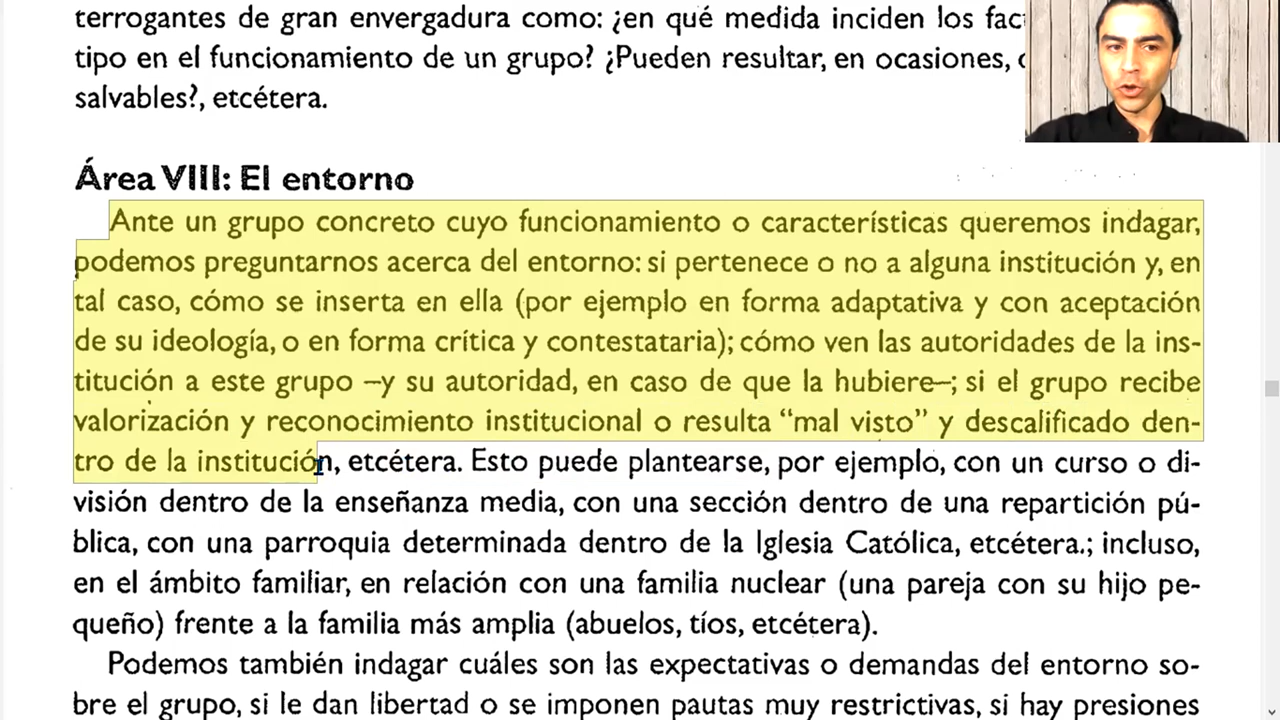 terrogantes de gran envergadura como: ¿en qué medida inciden los
tipo en el funcionamiento de un grupo? ¿Pueden resultar, en ocasiones,
salvables?, etcétera.
Área VIII: El entorno
Ante un grupo concreto cuyo funcionamiento o características queremos indagar,
podemos preguntarnos acerca del entorno: si pertenece o no a alguna institución y, en
tal caso, cómo se inserta en ella (por ejemplo en forma adaptativa y con aceptación
de su ideología, o en forma crítica y contestataria); cómo ven las autoridades de la ins-
titución a este grupo –y su autoridad, en caso de que la hubiere–; si el grupo recibe
valorización y reconocimiento institucional o resulta “mal visto” y descalificado den-
tro de la institución, etcétera. Esto puede plantearse, por ejemplo, con un curso o di-
visión dentro de la enseñanza media, con una sección dentro de una repartición pú-
blica, con una parroquia determinada dentro de la Iglesia Católica, etcétera.; incluso,
en el ámbito familiar, en relación con una familia nuclear (una pareja con su hijo pe-
queño) frente a la familia más amplia (abuelos, tíos, etcétera).
Podemos también indagar cuáles son las expectativas o demandas del entorno so-
bre el grupo, si le dan libertad o se imponen pautas muy restrictivas, si hay presiones